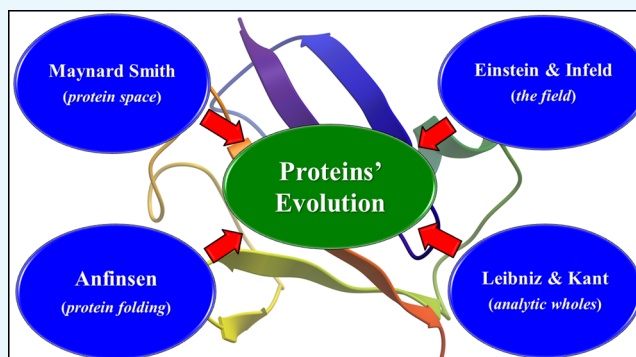 Maynard Smith
(protein space)
Einstein & Infeld
(the field)
Proteins'
Evolution
Anfinsen
(protein folding)
Leibniz & Kant
(analytic wholes)